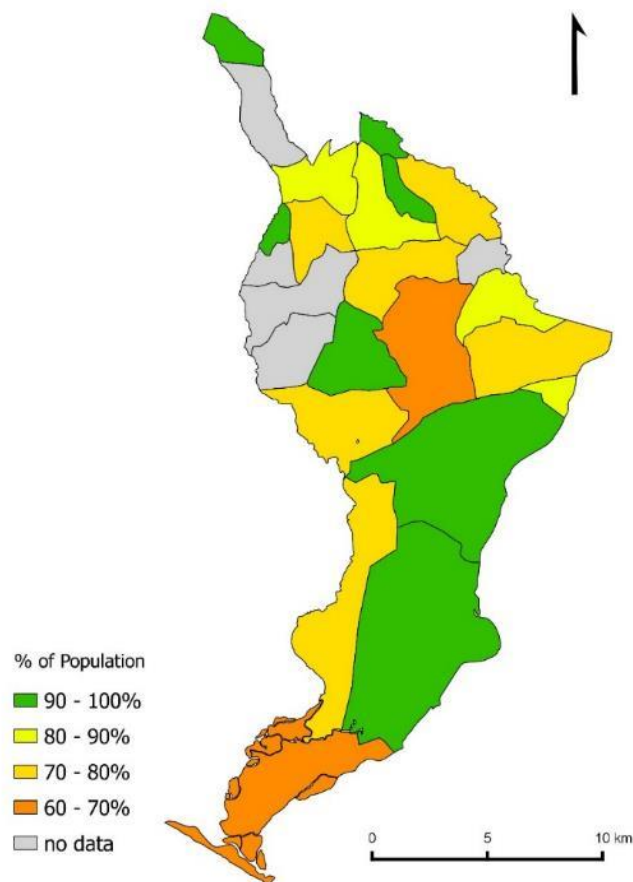 % of Population
90 - 100%
80 - 90%
70 - 80%
60 - 70%
no data
0 5 10 km